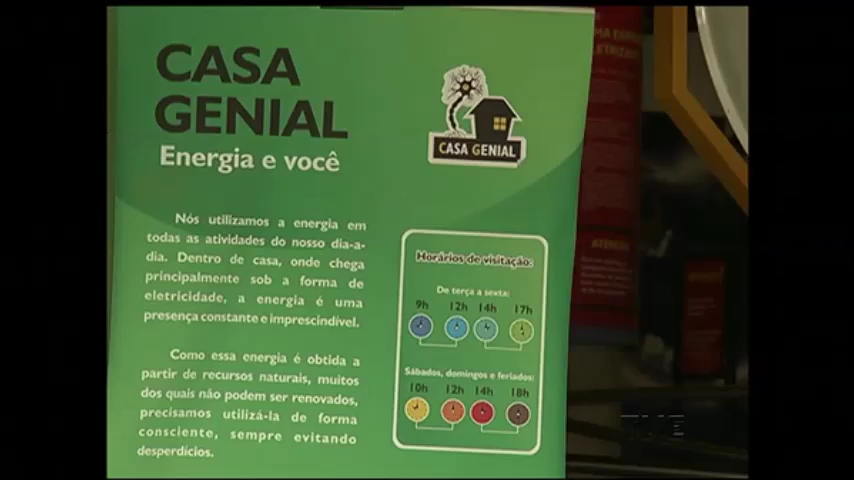 CASA
GENIAL
Energia e você
CASA GENIAL
Nós utilizamos a energia em
todas as atividades do nosso dia-a-
dia. Dentro de casa, onde chega
principalmente sob a forma de
eletricidade, a energia é uma
presença constante e imprescindível.
Como essa energia é obtida a
partir de recursos naturais, muitos
dos quais não podem ser renovados,
precisamos utilizá-la de forma
consciente, sempre evitando
desperdícios.
Horários de visitação:
De terça a sexta:
9h 12h 14h 17h
Sábados, domingos e feriados:
10h 12h 14h 18h
TVE